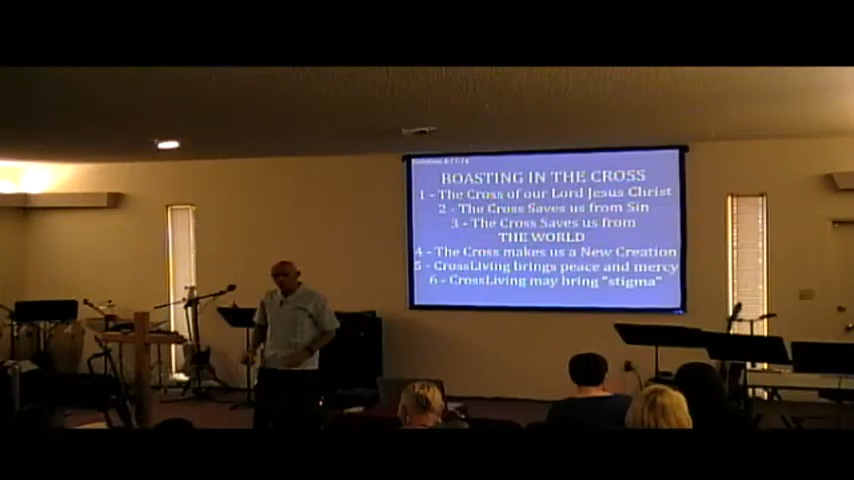 BOASTING IN THE CROSS
1 - The Cross of our Lord Jesus Christ
2 - The Cross Saves us from Sin
3 - The Cross Saves us from
THE WORLD
4 - The Cross makes us a New Creation
5 - CrossLiving brings peace and mercy
6 - CrossLiving may bring "stigma"